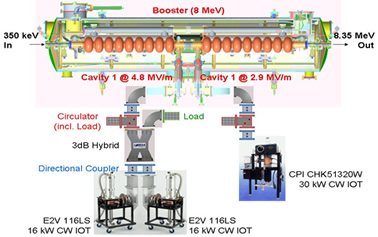 Booster (8 MeV)
350 keV
In
8.35 MeV
Out
Cavity 1 @ 4.8 MV/m
Cavity 1 @ 2.9 MV/m
Circulator
(incl. Load)
Load
3dB Hybrid
Directional Coupler
CPI CHK51320W
30 kW CW IOT
E2V 116LS
16 kW CW IOT
E2V 116LS
16 kW CW IOT